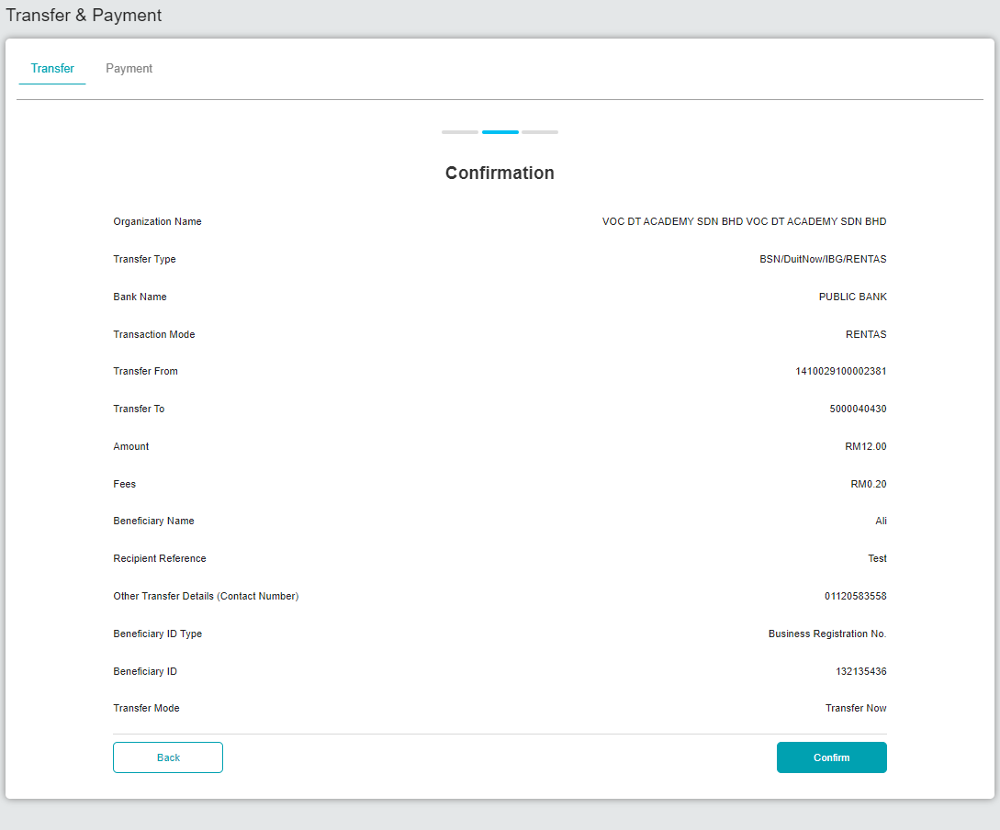 Transfer & Payment
Transfer Payment
Confirmation
Organization Name VOC DT ACADEMY SDN BHD VOC DT ACADEMY SDN BHD
Transfer Type BSN/DuitNow/IBG/RENTAS
Bank Name PUBLIC BANK
Transaction Mode RENTAS
Transfer From 1410029100002381
Transfer To 5000040430
Amount RM12.00
Fees RM0.20
Beneficiary Name Ali
Recipient Reference Test
Other Transfer Details (Contact Number) 01120583558
Beneficiary ID Type Business Registration No.
Beneficiary ID 132135436
Transfer Mode Transfer Now
Back Confirm